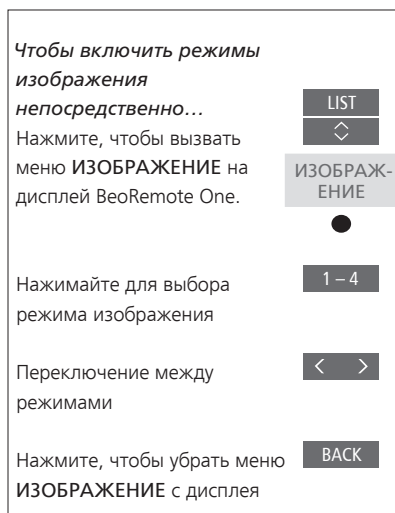 Чтобы включить режимы
изображения
непосредственно…
Нажмите, чтобы вызвать
меню ИЗОБРАЖЕНИЕ на
дисплей BeoRemote One.
LIST
ИЗОБРАЖ-
ЕНИЕ
Нажимайте для выбора
режима изображения
1 – 4
Переключение между
режимами
< >
Нажмите, чтобы убрать меню
ИЗОБРАЖЕНИЕ с дисплея
BACK